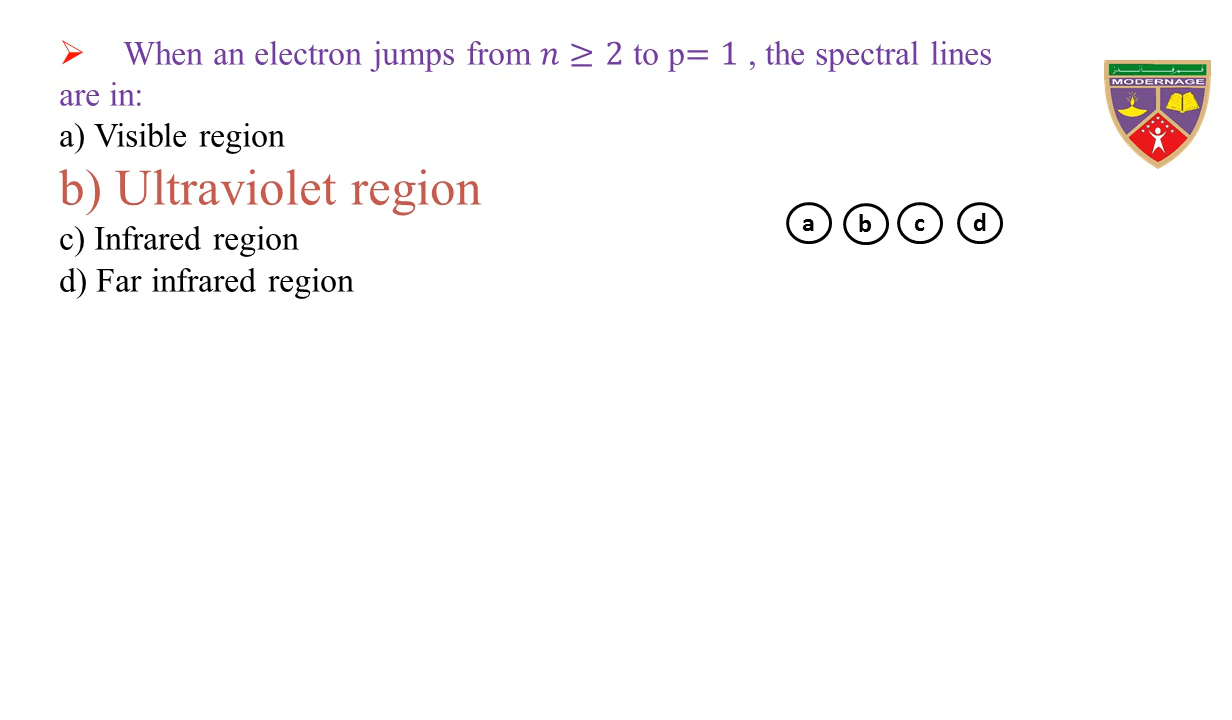 ➢ When an electron jumps from 𝑛 ≥ 2 to p= 1 , the spectral lines
are in:
a) Visible region
b) Ultraviolet region
c) Infrared region
d) Far infrared region
a b c d
MODERNAGE